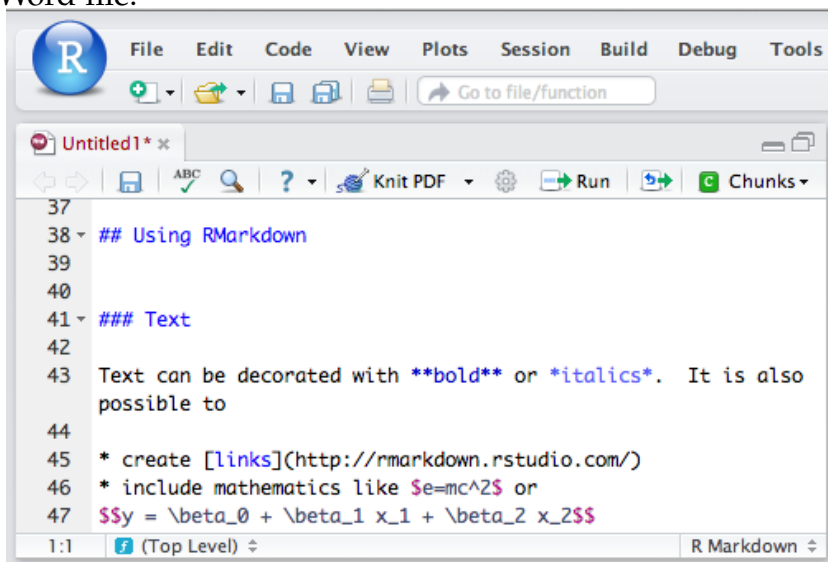 Word file.
R File Edit Code View Plots Session Build Debug Tools
Go to file/function
Untitled1*
ABC ? Knit PDF Run C Chunks
37
38 ## Using RMarkdown
39
40
41 ### Text
42
43 Text can be decorated with **bold** or *italics*.  It is also
possible to
44
45 * create [links](http://rmarkdown.rstudio.com/)
46 * include mathematics like $e=mc^2$ or
47 $$y = \beta_0 + \beta_1 x_1 + \beta_2 x_2$$
1:1 f (Top Level) R Markdown